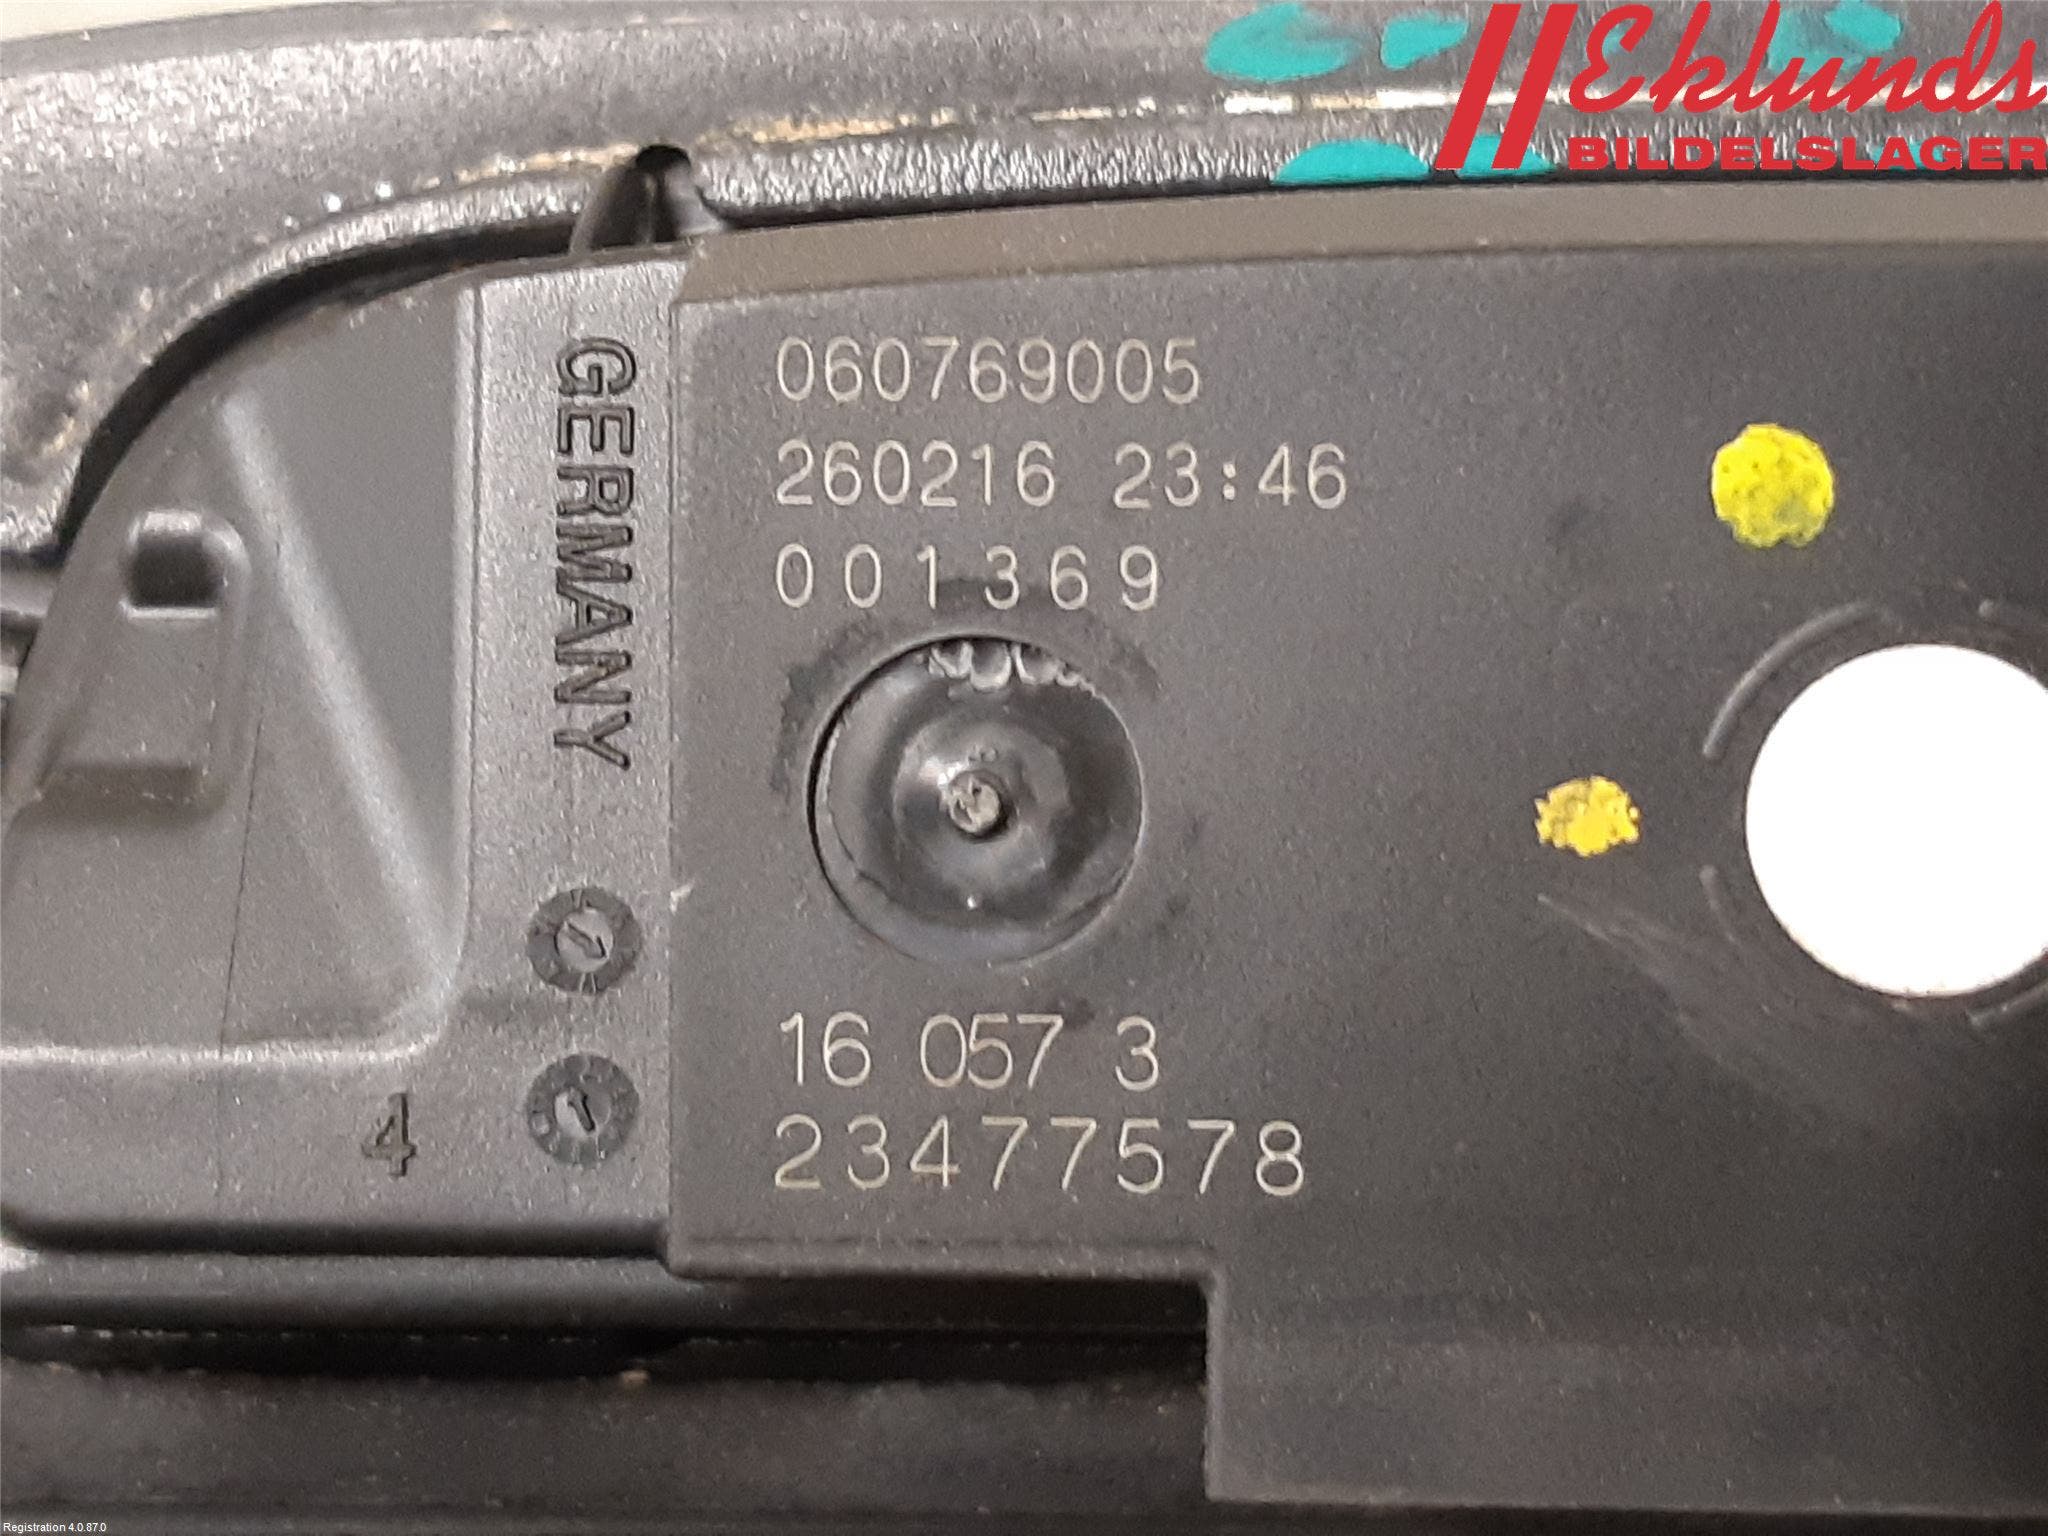 Eklunds
BILDELSLAGER
GERMANY
060769005
260216 23:46
001369
16 057 3
23477578
4
Registration 4.0.87.0